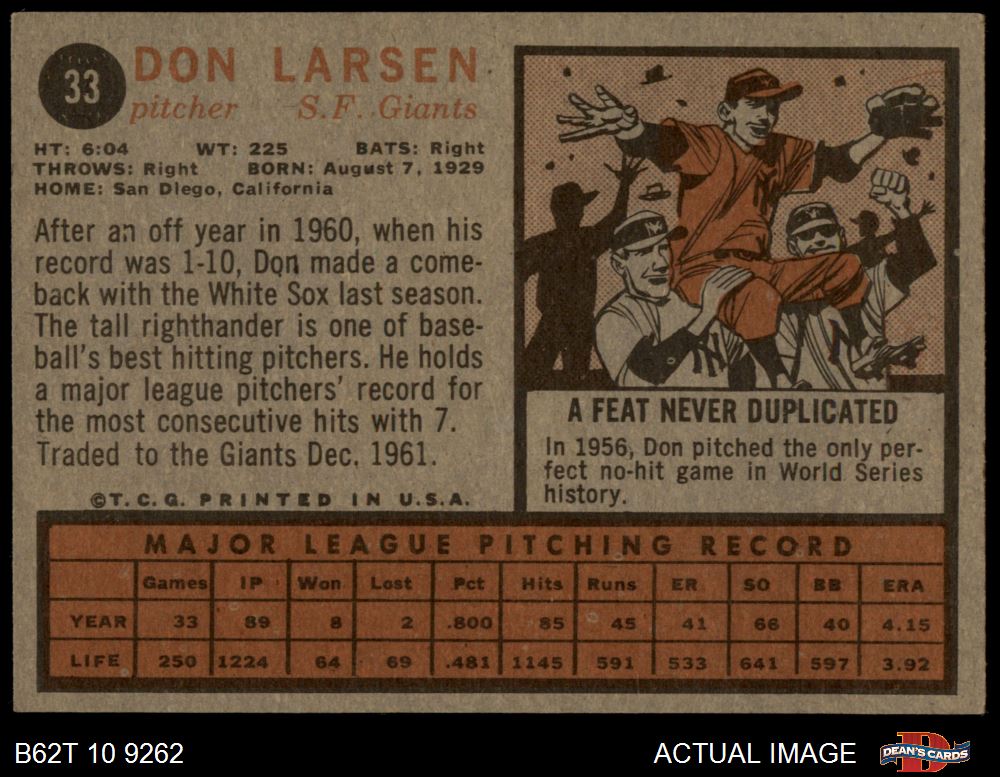 33
DON LARSEN
pitcher S.F. Giants
HT: 6:04 WT: 225 BATS: Right
THROWS: Right BORN: August 7, 1929
HOME: San Diego, California
After an off year in 1960, when his
record was 1-10, Don made a come-
back with the White Sox last season.
The tall righthander is one of base-
ball's best hitting pitchers. He holds
a major league pitchers' record for
the most consecutive hits with 7.
Traded to the Giants Dec. 1961.
©T.C.G. PRINTED IN U.S.A.
A FEAT NEVER DUPLICATED
In 1956, Don pitched the only per-
fect no-hit game in World Series
history.
MAJOR LEAGUE PITCHING RECORD
Games IP Won Lost Pct Hits Runs ER SO BB ERA
YEAR 33 89 8 2 .800 85 45 41 66 40 4.15
LIFE 250 1224 64 69 .481 1145 591 533 641 597 3.92
B62T 10 9262
ACTUAL IMAGE
DEAN'S CARDS